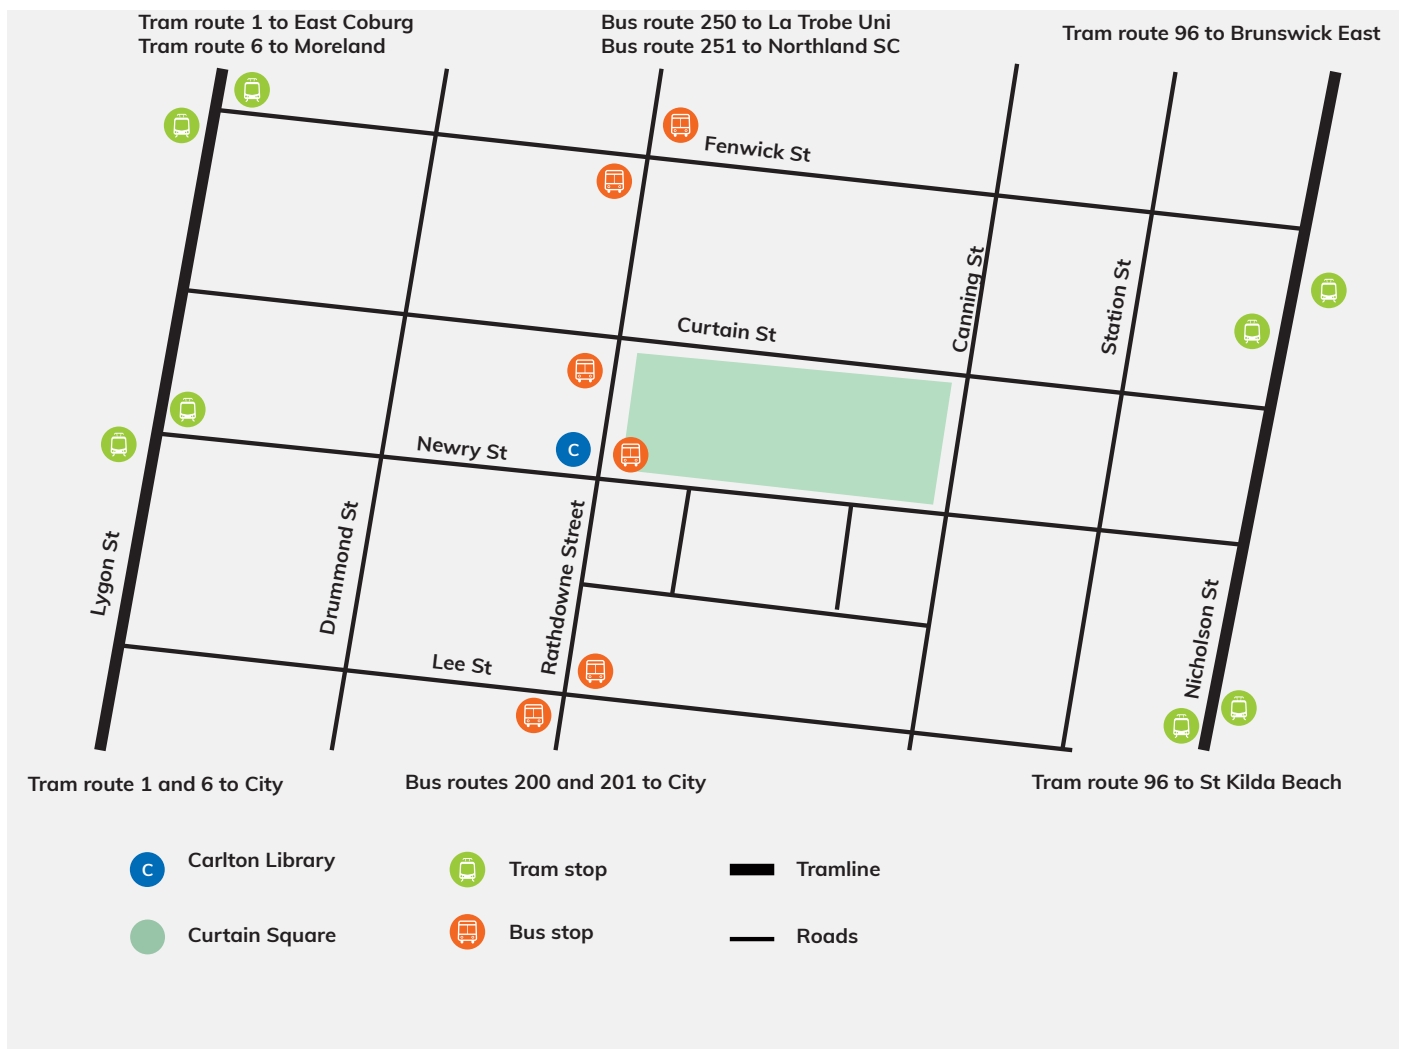 Tram route 1 to East Coburg
Tram route 6 to Moreland
Bus route 250 to La Trobe Uni
Bus route 251 to Northland SC
Tram route 96 to Brunswick East
Fenwick St
Curtain St
Canning St
Station St
Newry St
C
Lygon St
Drummond St
Rathdowne Street
Nicholson St
Lee St
Tram route 1 and 6 to City
Bus routes 200 and 201 to City
Tram route 96 to St Kilda Beach
C
Carlton Library
Tram stop
Tramline
Curtain Square
Bus stop
Roads